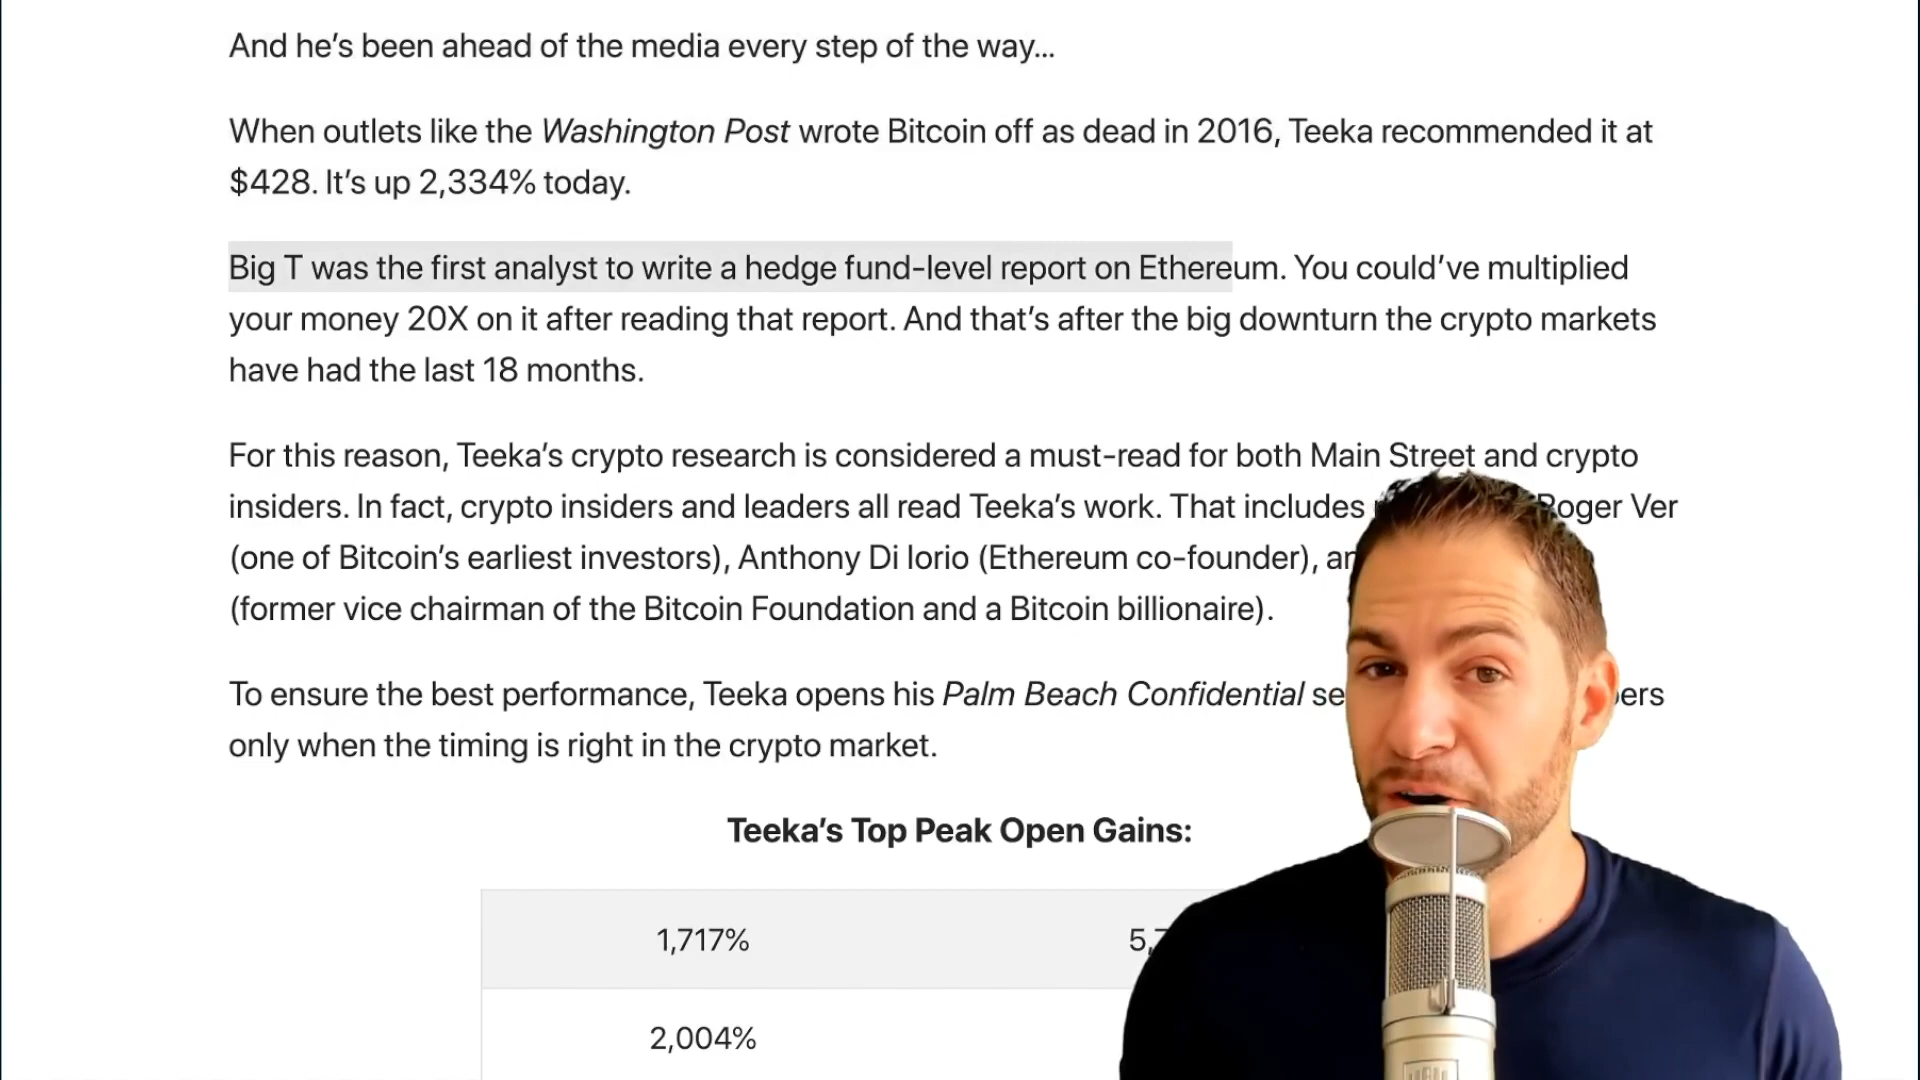 And he's been ahead of the media every step of the way...
When outlets like the Washington Post wrote Bitcoin off as dead in 2016, Teeka recommended it at
$428. It's up 2,334% today.
Big T was the first analyst to write a hedge fund-level report on Ethereum. You could've multiplied
your money 20X on it after reading that report. And that's after the big downturn the crypto markets
have had the last 18 months.
For this reason, Teeka's crypto research is considered a must-read for both Main Street and crypto
insiders. In fact, crypto insiders and leaders all read Teeka's work. That includes Roger Ver
(one of Bitcoin's earliest investors), Anthony Di Iorio (Ethereum co-founder),
(former vice chairman of the Bitcoin Foundation and a Bitcoin billionaire).
To ensure the best performance, Teeka opens his Palm Beach Confidential
only when the timing is right in the crypto market.
Teeka's Top Peak Open Gains:
1,717%
2,004%